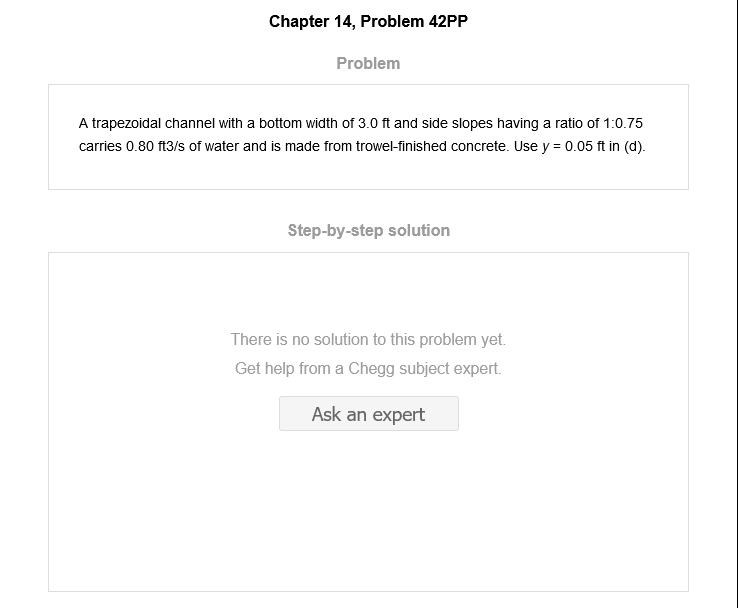 Chapter 14, Problem 42PP
Problem
A trapezoidal channel with a bottom width of 3.0 ft and side slopes having a ratio of 1:0.75
carries 0.80 ft3/s of water and is made from trowel-finished concrete. Use y = 0.05 ft in (d).
Step-by-step solution
There is no solution to this problem yet.
Get help from a Chegg subject expert.
Ask an expert